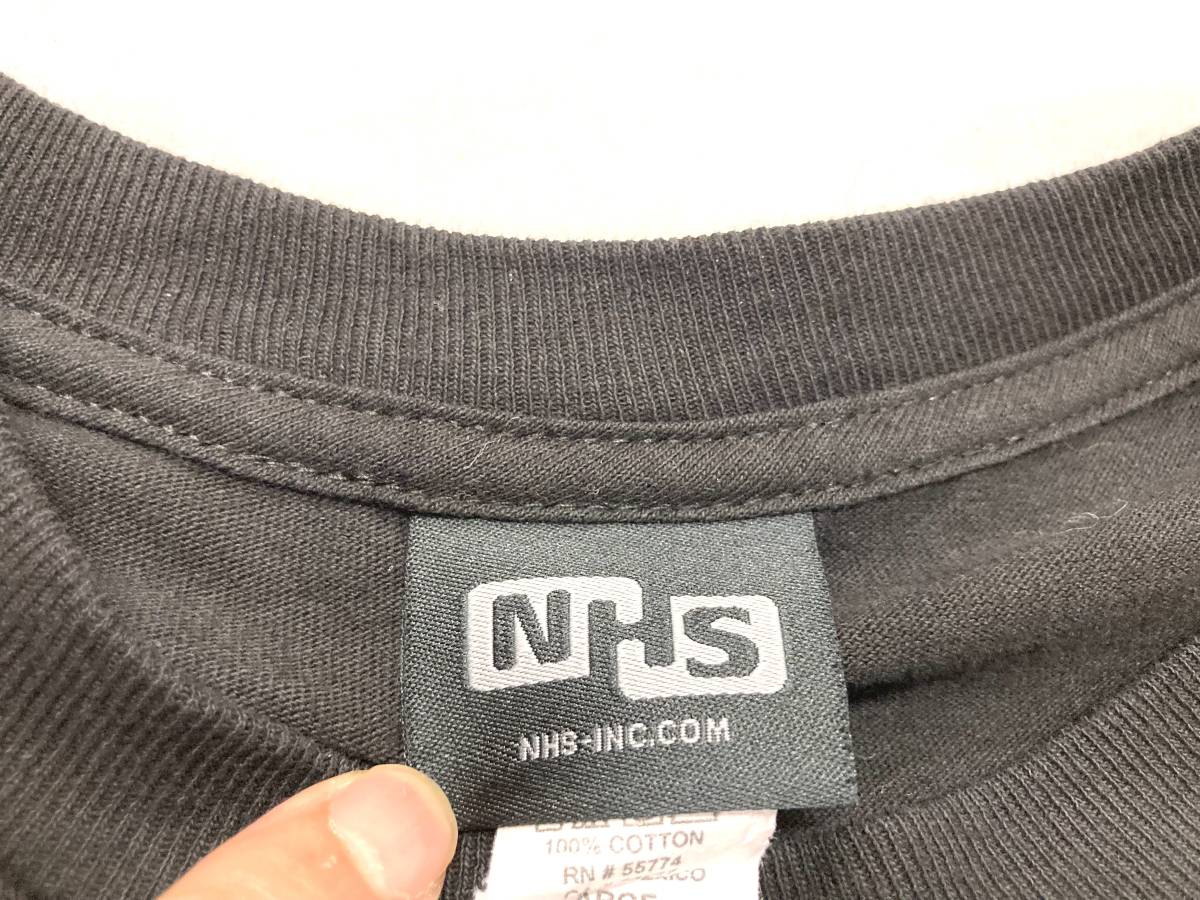 NHS
NHS-INC.COM
100% COTTON
RN # 55774